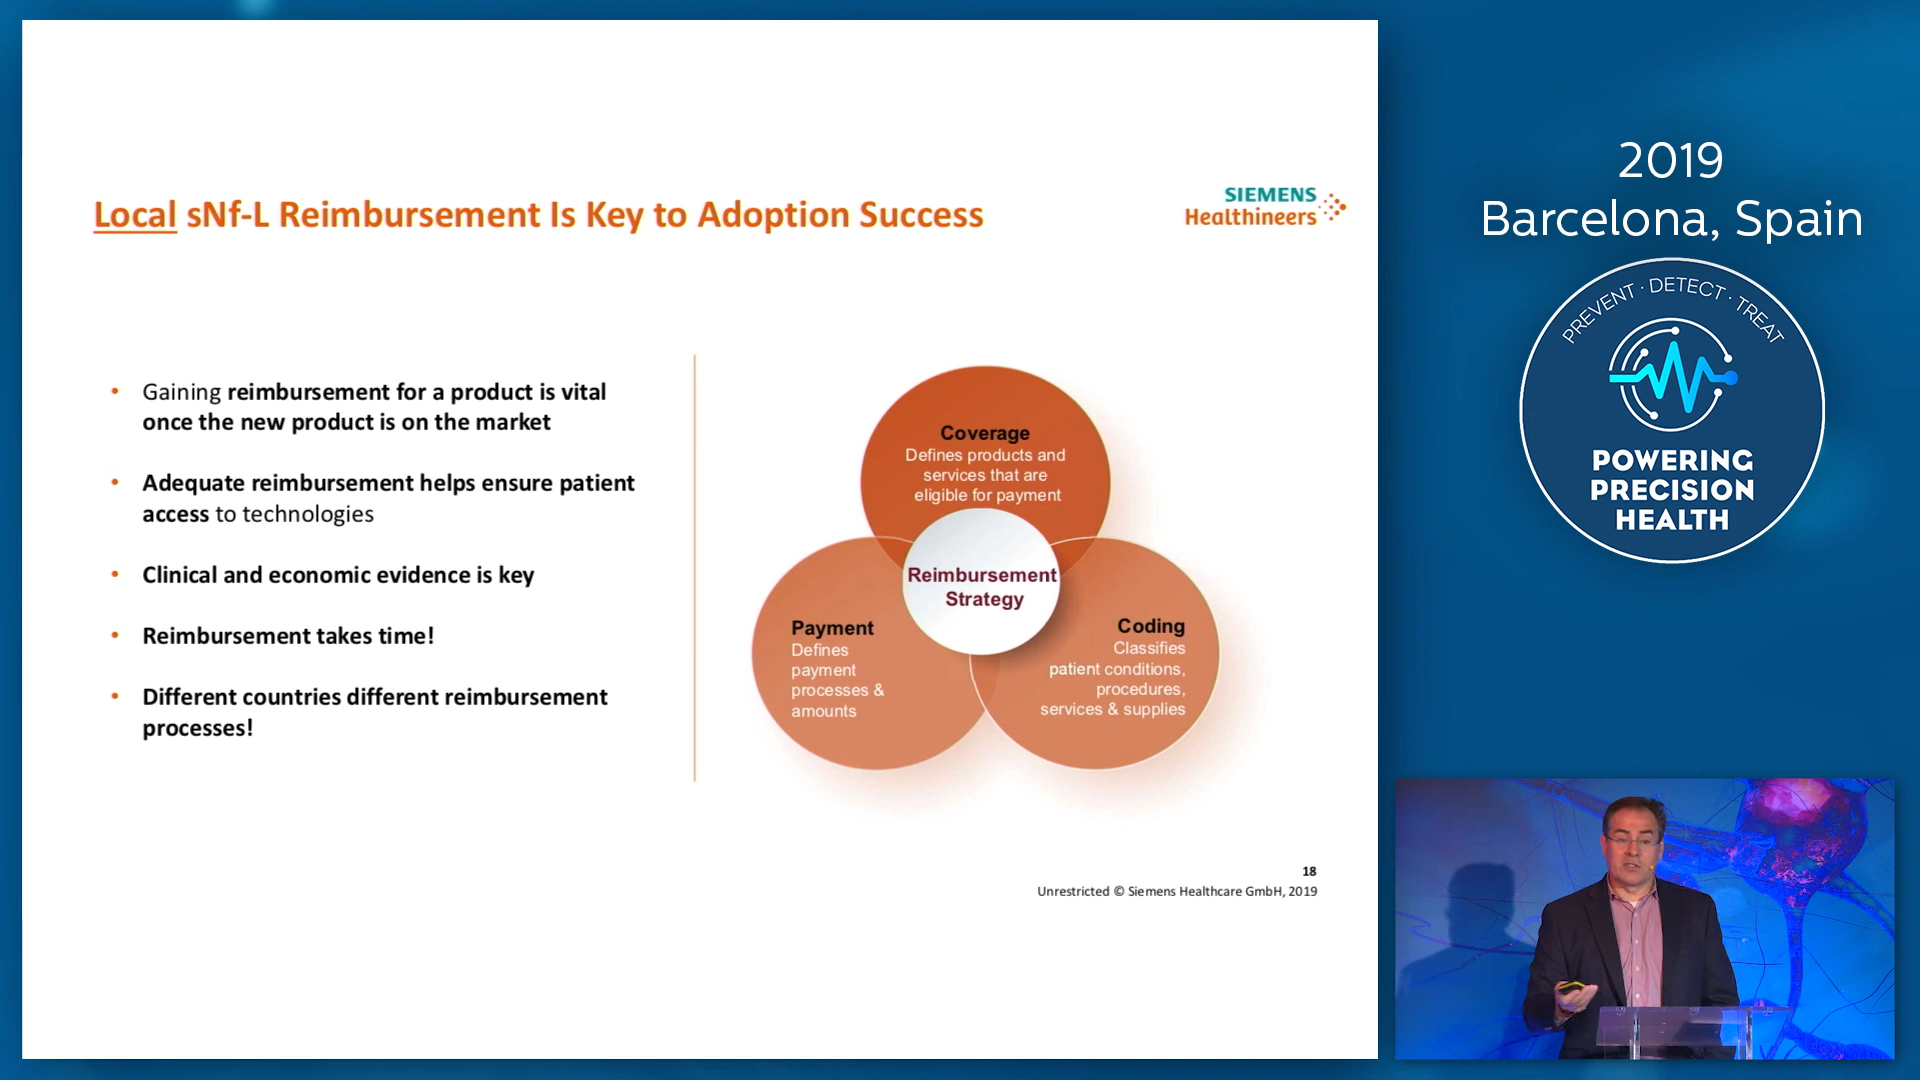 Local sNf-L Reimbursement Is Key to Adoption Success
SIEMENS
Healthineers
• Gaining reimbursement for a product is vital
once the new product is on the market
• Adequate reimbursement helps ensure patient
access to technologies
• Clinical and economic evidence is key
• Reimbursement takes time!
• Different countries different reimbursement
processes!
Coverage
Defines products and
services that are
eligible for payment
Reimbursement
Strategy
Payment
Defines
payment
processes &
amounts
Coding
Classifies
patient conditions,
procedures,
services & supplies
18
Unrestricted © Siemens Healthcare GmbH, 2019
2019
Barcelona, Spain
PREVENT · DETECT · TREAT
POWERING
PRECISION
HEALTH